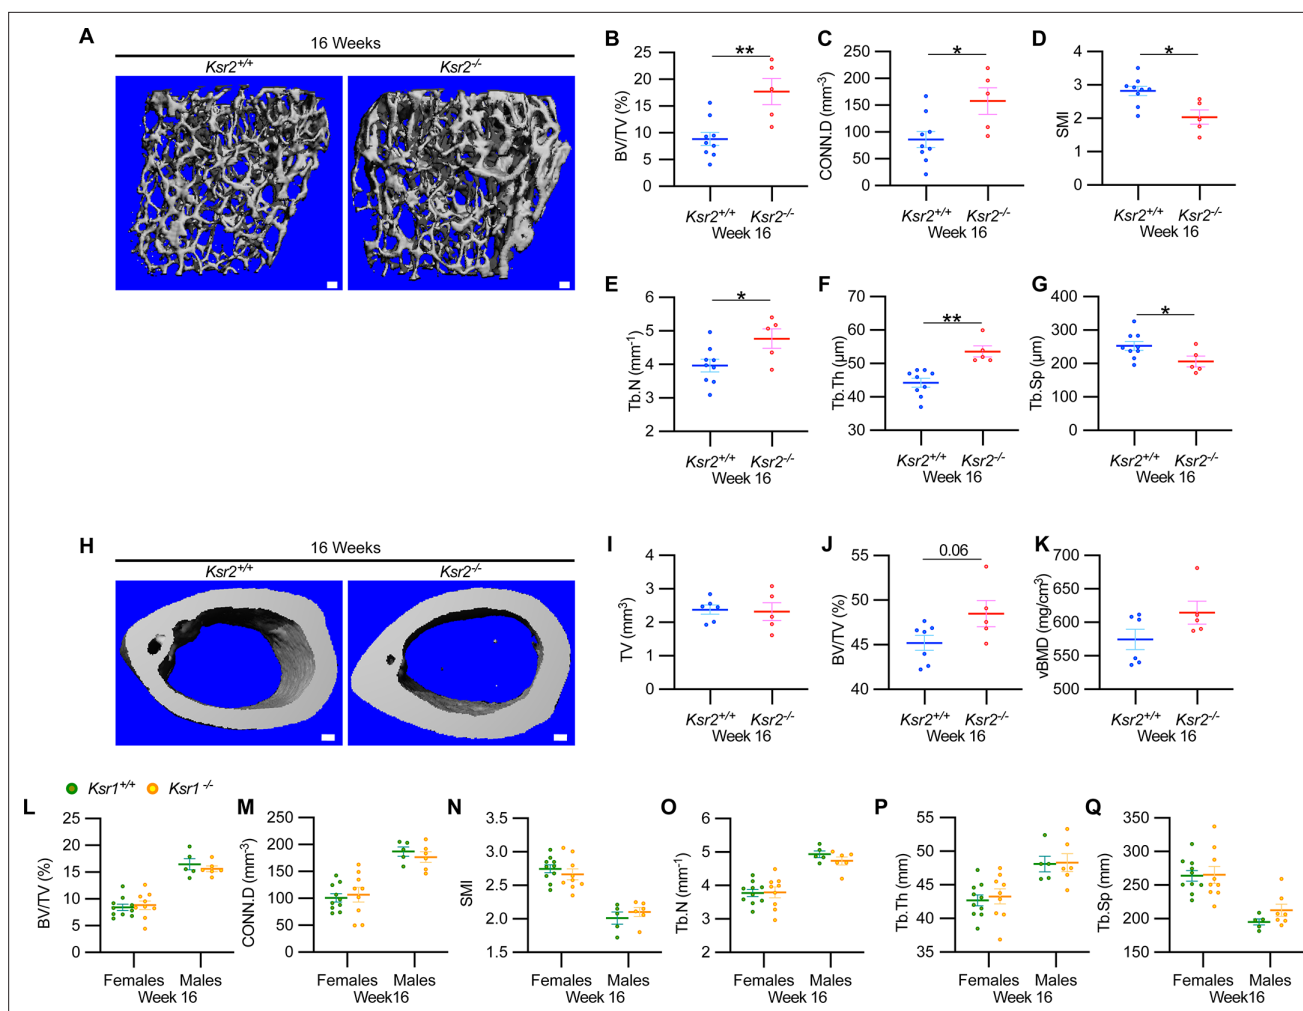 A
16 Weeks
Ksr2+/+
Ksr2-/-
B
BV/TV (%)
25
20
15
10
5
0
**
Ksr2+/+ Ksr2-/-
Week 16
C
CONN.D (mm-3)
250
200
150
100
50
0
*
Ksr2+/+ Ksr2-/-
Week 16
D
SMI
4
3
2
1
0
*
Ksr2+/+ Ksr2-/-
Week 16
E
Tb.N (mm-1)
6
5
4
3
2
*
Ksr2+/+ Ksr2-/-
Week 16
F
Tb.Th (μm)
70
60
50
40
30
**
Ksr2+/+ Ksr2-/-
Week 16
G
Tb.Sp (μm)
400
300
200
100
0
*
Ksr2+/+ Ksr2-/-
Week 16
H
16 Weeks
Ksr2+/+
Ksr2-/-
I
TV (mm3)
4
3
2
1
0
Ksr2+/+ Ksr2-/-
Week 16
J
BV/TV (%)
55
50
45
40
0.06
Ksr2+/+ Ksr2-/-
Week 16
K
vBMD (mg/cm3)
700
650
600
550
500
Ksr2+/+ Ksr2-/-
Week 16
Ksr1+/+ Ksr1 -/-
L
BV/TV (%)
25
20
15
10
5
0
Females Males
Week 16
M
CONN.D (mm-3)
250
200
150
100
50
0
Females Males
Week16
N
SMI
3.5
3.0
2.5
2.0
1.5
Females Males
Week 16
O
Tb.N (mm-1)
6
5
4
3
2
Females Males
Week 16
P
Tb.Th (mm)
55
50
45
40
35
Females Males
Week 16
Q
Tb.Sp (mm)
350
300
250
200
150
Females Males
Week16